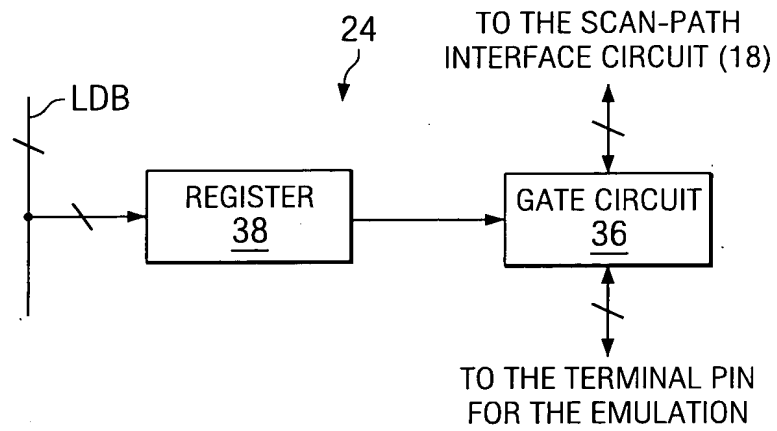 24
TO THE SCAN-PATH
INTERFACE CIRCUIT (18)
LDB
REGISTER
38
GATE CIRCUIT
36
TO THE TERMINAL PIN
FOR THE EMULATION